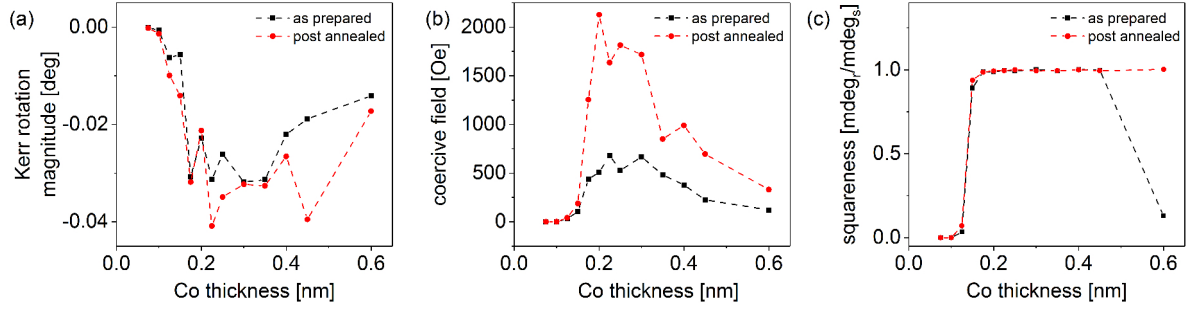 (a)
as prepared
post annealed
0.00
-0.02
-0.04
Kerr rotation
magnitude [deg]
0.0 0.2 0.4 0.6
Co thickness [nm]
(b)
as prepared
post annealed
2000
1500
1000
500
0
coercive field [Oe]
0.0 0.2 0.4 0.6
Co thickness [nm]
(c)
as prepared
post annealed
1.0
0.5
0.0
squareness [mdegr/mdegs]
0.0 0.2 0.4 0.6
Co thickness [nm]